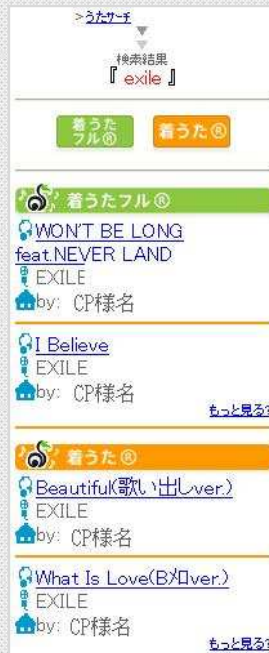 >うたサーチ
検索結果
『 exile 』
着うた
フル®
着うた®
着うたフル®
WON'T BE LONG
feat.NEVER LAND
EXILE
by: CP様名
I Believe
EXILE
by: CP様名
もっと見る?
着うた®
Beautiful(歌い出しver.)
EXILE
by: CP様名
What Is Love(Bメロver.)
EXILE
by: CP様名
もっと見る?